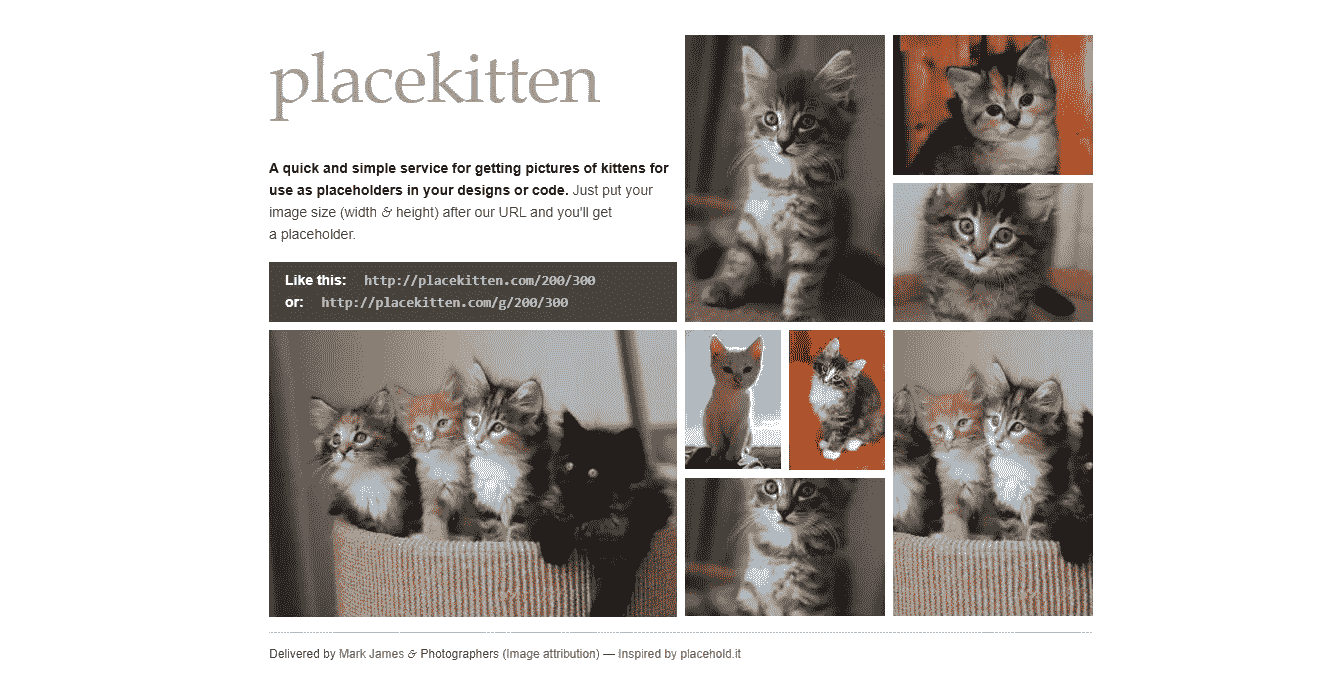 placekitten
A quick and simple service for getting pictures of kittens for
use as placeholders in your designs or code. Just put your
image size (width & height) after our URL and you'll get
a placeholder.
Like this: http://placekitten.com/200/300
or: http://placekitten.com/g/200/300
Delivered by Mark James & Photographers (Image attribution) — Inspired by placehold.it